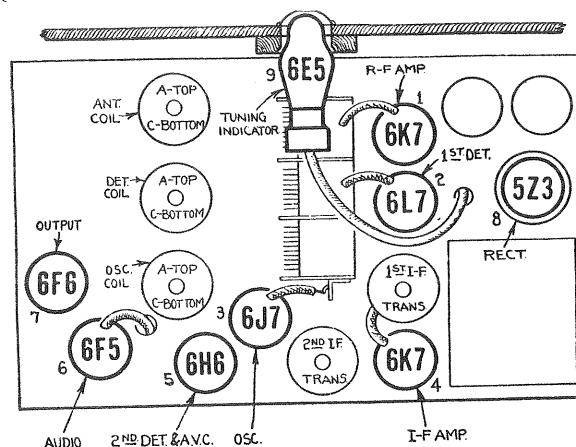 9
6E5
TUNING
INDICATOR
R-F AMP.
1
6K7
ANT.
COIL
A-TOP
C-BOTTOM
1ST DET.
2
6L7
5Z3
8
RECT.
DET.
COIL
A-TOP
C-BOTTOM
OUTPUT
6F6
7
OSC.
COIL
A-TOP
C-BOTTOM
1ST I-F
TRANS
3
6J7
6F5
6
6H6
5
2ND I.F.
TRANS.
6K7
4
AUDIO
2ND. DET. & A.V.C.
OSC.
I-F AMP.